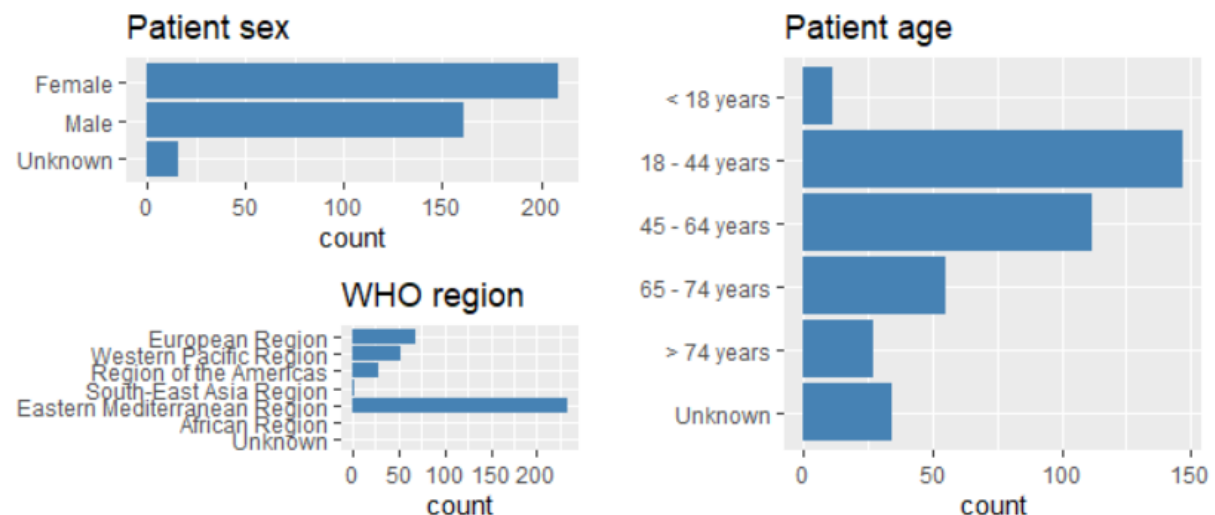 Patient sex
Female
Male
Unknown
0 50 100 150 200
count
WHO region
European Region
Western Pacific Region
Region of the Americas
South-East Asia Region
Eastern Mediterranean Region
African Region
Unknown
0 50 100 150 200
count
Patient age
< 18 years
18 - 44 years
45 - 64 years
65 - 74 years
> 74 years
Unknown
0 50 100 150
count